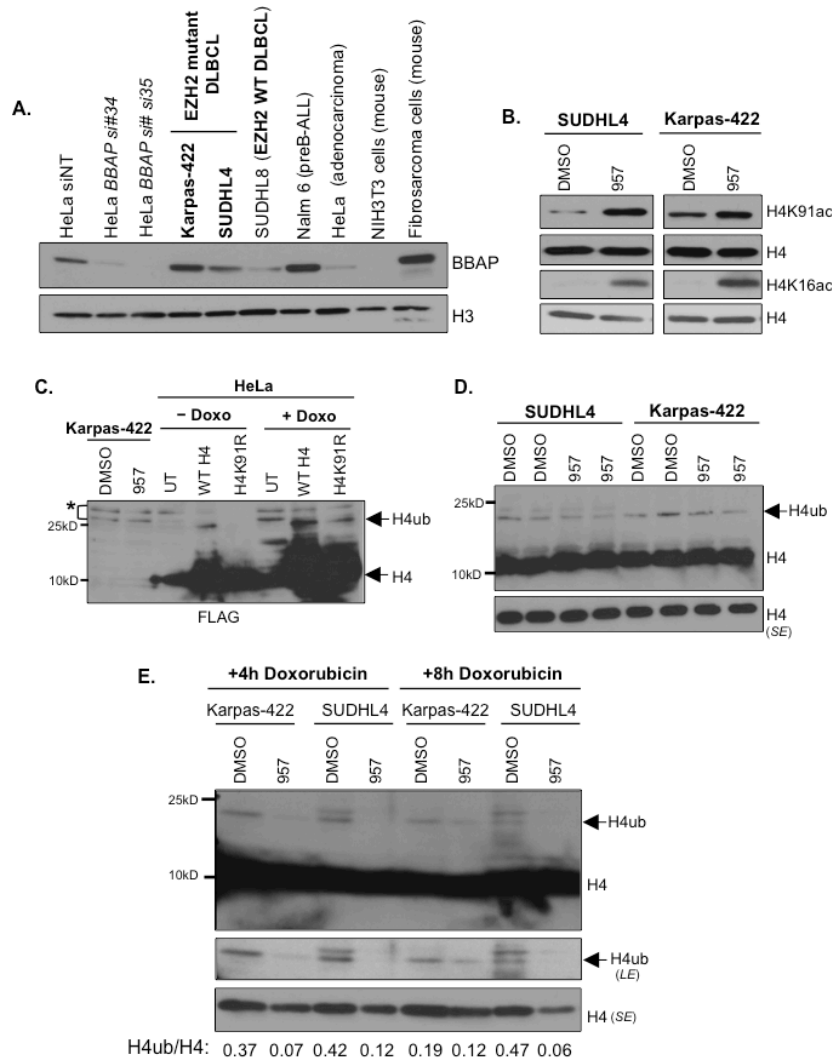 A.
HeLa siNT
HeLa BBAP si#34
HeLa BBAP si# si35
EZH2 mutant
DLBCL
Karpas-422
SUDHL4
SUDHL8 (EZH2 WT DLBCL)
Nalm 6 (preB-ALL)
HeLa (adenocarcinoma)
NIH3T3 cells (mouse)
Fibrosarcoma cells (mouse)
BBAP
H3
B.
SUDHL4 Karpas-422
DMSO 957 DMSO 957
H4K91ac
H4
H4K16ac
H4
C.
HeLa
− Doxo + Doxo
Karpas-422
DMSO 957 UT WT H4 H4K91R UT WT H4 H4K91R
*
25kD
H4ub
10kD
H4
FLAG
D.
SUDHL4 Karpas-422
DMSO DMSO 957 957 DMSO DMSO 957 957
25kD
H4ub
H4
10kD
H4
(SE)
E.
+4h Doxorubicin +8h Doxorubicin
Karpas-422 SUDHL4 Karpas-422 SUDHL4
DMSO 957 DMSO 957 DMSO 957 DMSO 957
25kD
H4ub
10kD
H4
H4ub
(LE)
H4 (SE)
H4ub/H4: 0.37 0.07 0.42 0.12 0.19 0.12 0.47 0.06